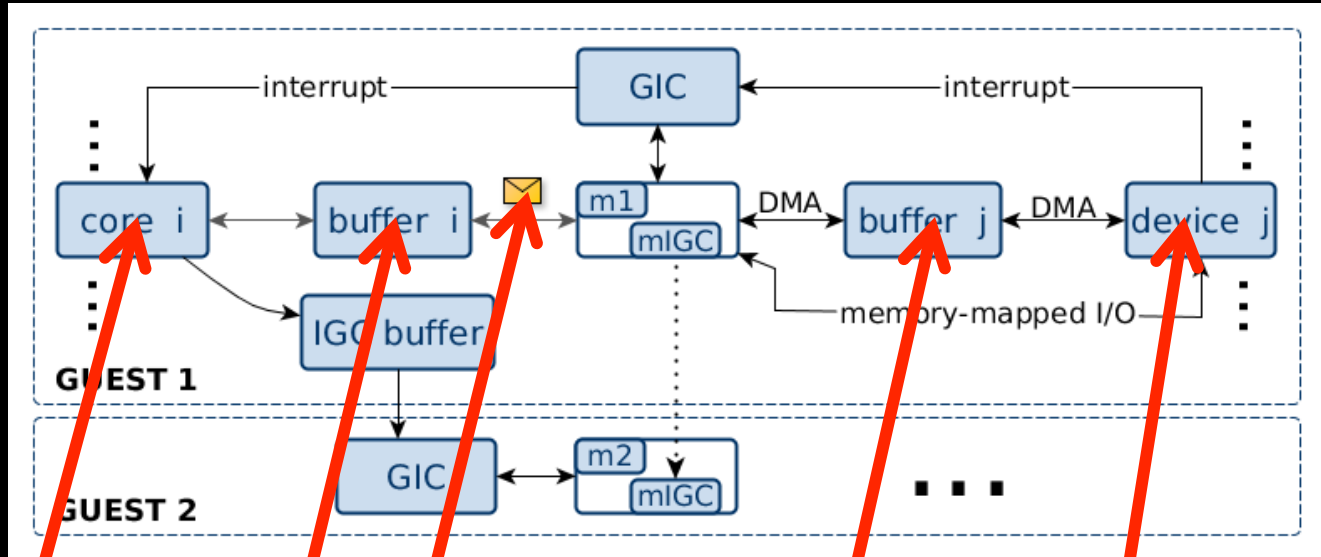 GIC
interrupt
interrupt
core i
buffer i
m1
mIGC
DMA
buffer j
DMA
device j
IGC buffer
memory-mapped I/O
GUEST 1
GIC
m2
mIGC
GUEST 2